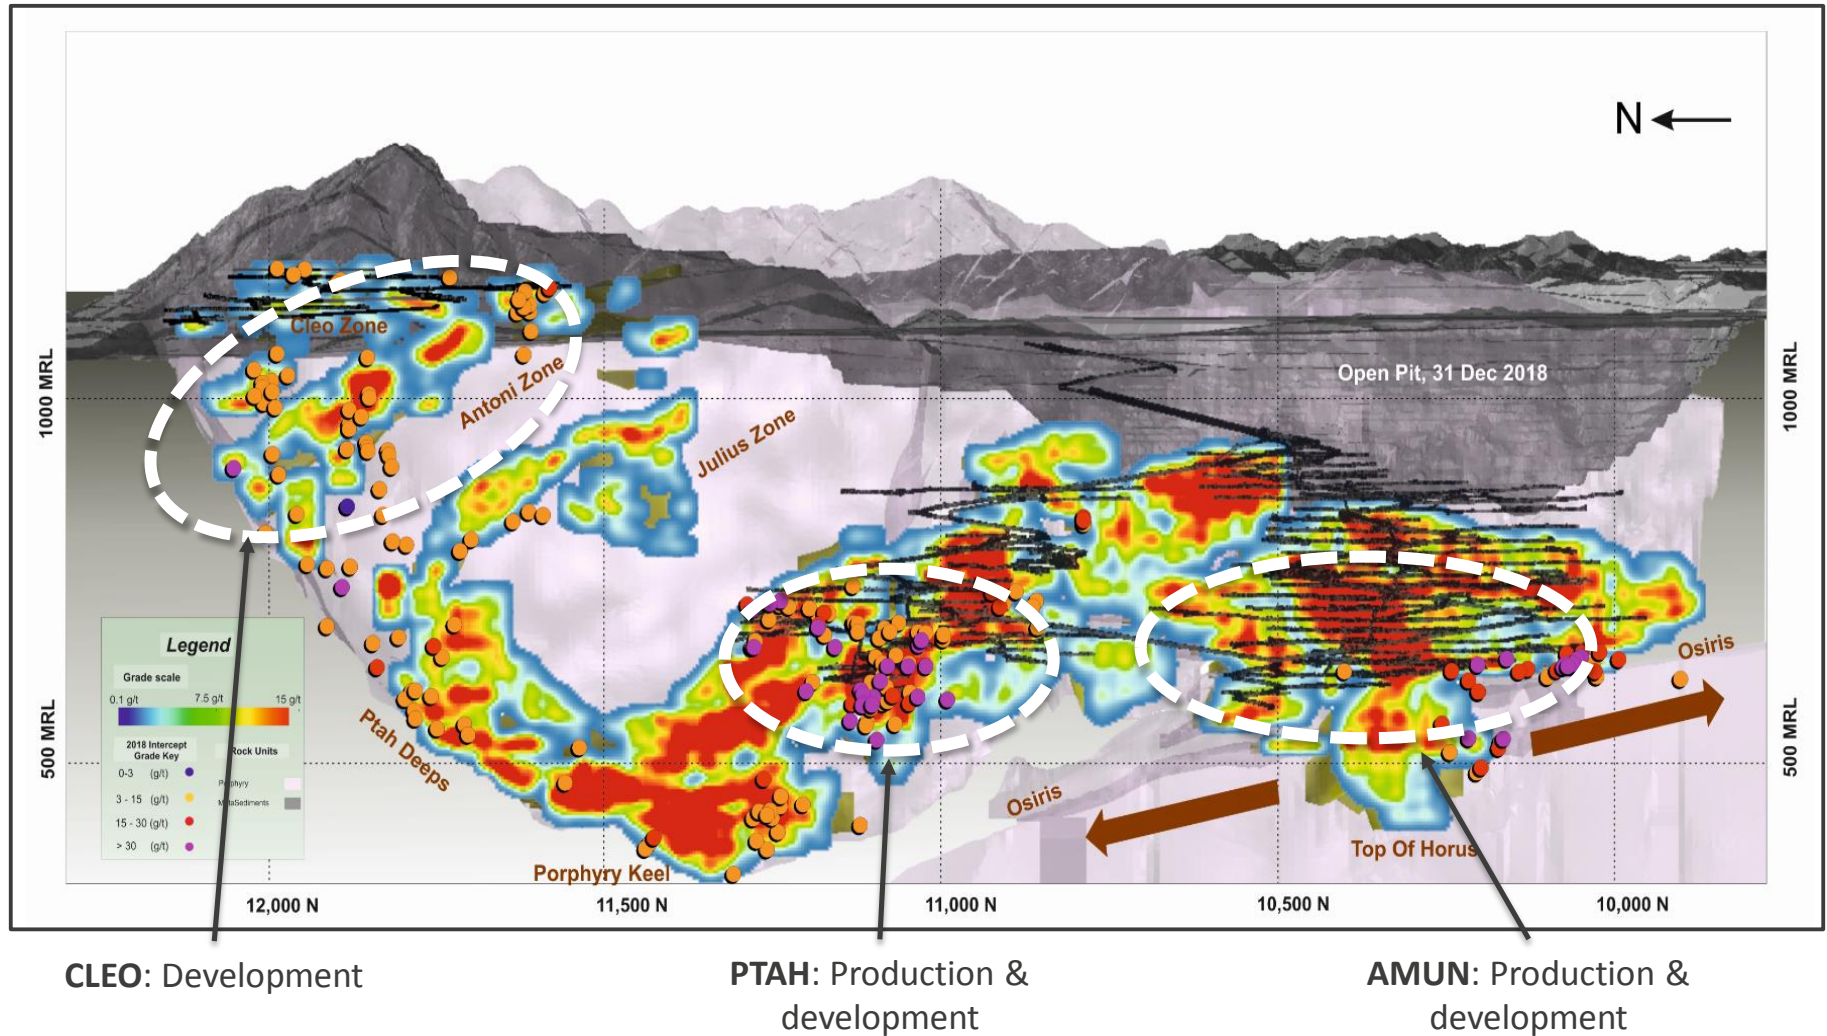 N
Cleo Zone
Antoni Zone
Julius Zone
Open Pit, 31 Dec 2018
1000 MRL
1000 MRL
500 MRL
500 MRL
Legend
Grade scale
0.1 g/t 7.5 g/t 15 g/t
2018 Intercept
Grade Key
Rock Units
0-3 (g/t)
3 - 15 (g/t)
15 - 30 (g/t)
> 30 (g/t)
Porphyry
MetaSediments
Ptah Deeps
Porphyry Keel
Osiris
Osiris
Top Of Horus
12,000 N
11,500 N
11,000 N
10,500 N
10,000 N
CLEO: Development
PTAH: Production &
development
AMUN: Production &
development